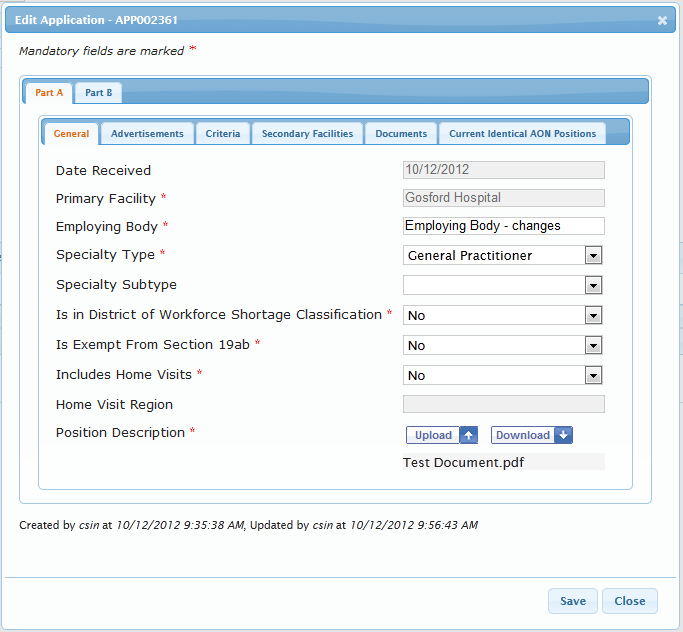 Edit Application - APP002361
Mandatory fields are marked *
Part A Part B
General Advertisements Criteria Secondary Facilities Documents Current Identical AON Positions
Date Received 10/12/2012
Primary Facility * Gosford Hospital
Employing Body * Employing Body - changes
Specialty Type * General Practitioner
Specialty Subtype
Is in District of Workforce Shortage Classification * No
Is Exempt From Section 19ab * No
Includes Home Visits * No
Home Visit Region
Position Description * Upload Download
Test Document.pdf
Created by csin at 10/12/2012 9:35:38 AM, Updated by csin at 10/12/2012 9:56:43 AM
Save Close